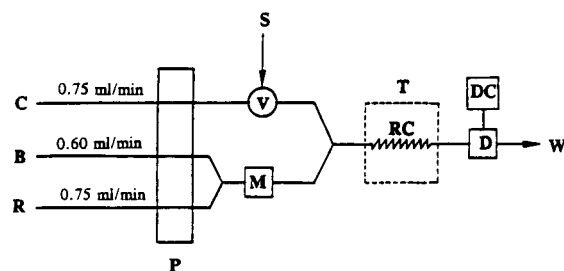 S
C 0.75 ml/min V
T
DC
RC
B 0.60 ml/min
D W
M
R 0.75 ml/min
P